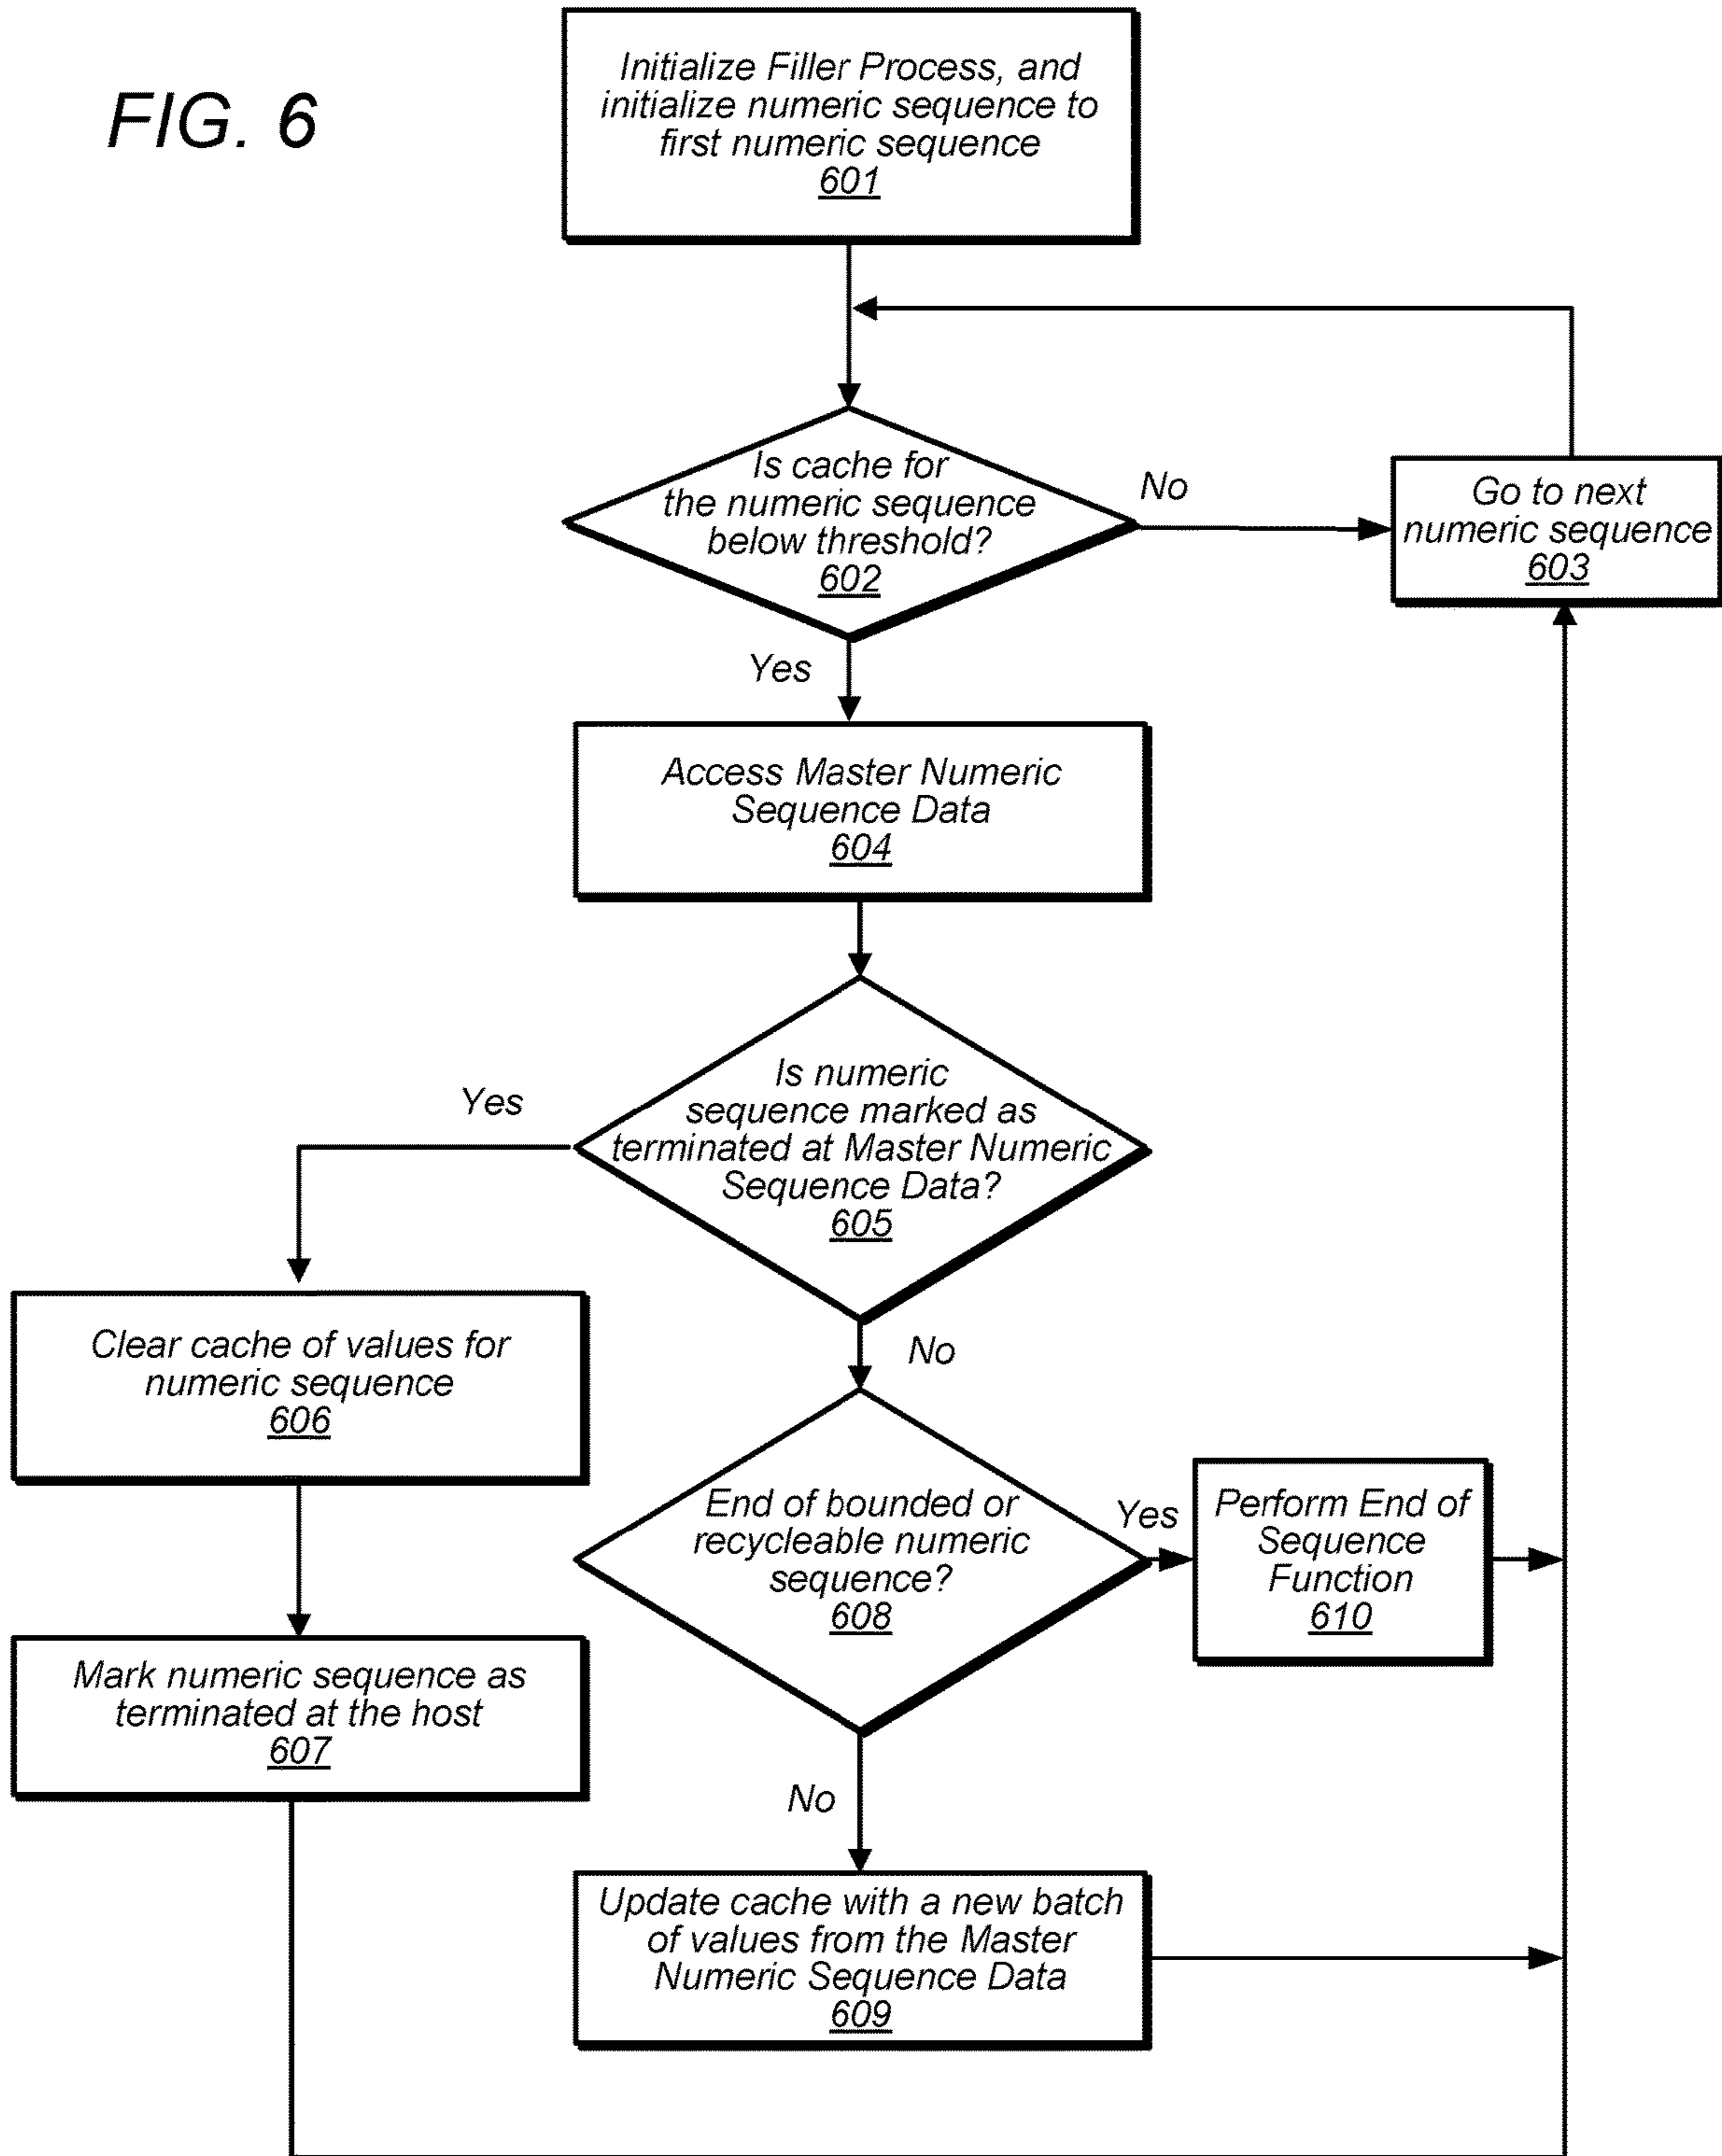 FIG. 6
Initialize Filler Process, and
initialize numeric sequence to
first numeric sequence
601
Is cache for
the numeric sequence
below threshold?
602
No
Go to next
numeric sequence
603
Yes
Access Master Numeric
Sequence Data
604
Is numeric
sequence marked as
terminated at Master Numeric
Sequence Data?
605
Yes
Clear cache of values for
numeric sequence
606
Mark numeric sequence as
terminated at the host
607
No
End of bounded or
recycleable numeric
sequence?
608
Yes
Perform End of
Sequence
Function
610
No
Update cache with a new batch
of values from the Master
Numeric Sequence Data
609